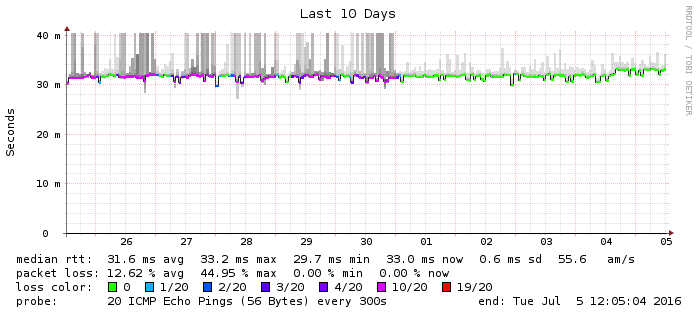 Last 10 Days
RRDTOOL / TOBI OETIKER
Seconds
40 m
30 m
20 m
10 m
0
26 27 28 29 30 01 02 03 04 05
median rtt: 31.6 ms avg 33.2 ms max 29.7 ms min 33.0 ms now 0.6 ms sd 55.6 am/s
packet loss: 12.62 % avg 44.95 % max 0.00 % min 0.00 % now
loss color: 0 1/20 2/20 3/20 4/20 10/20 19/20
probe: 20 ICMP Echo Pings (56 Bytes) every 300s end: Tue Jul 5 12:05:04 2016